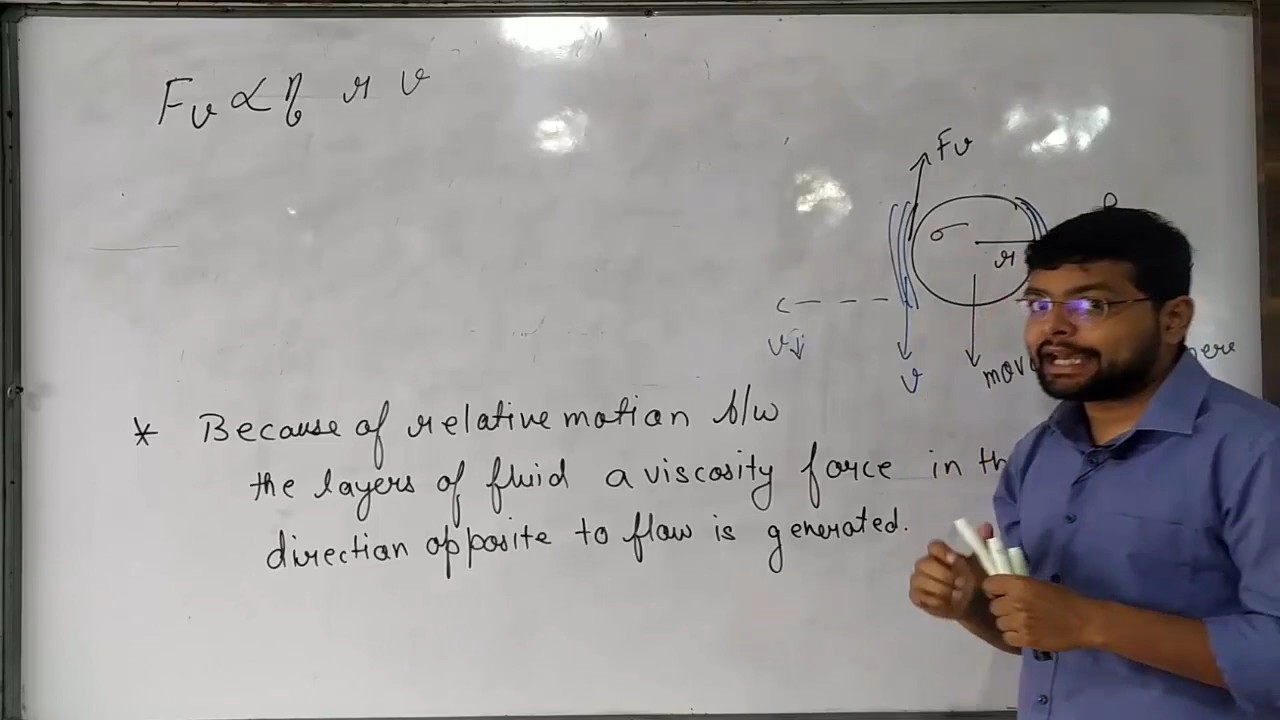 Fv ∝ η r v
Fv
σ
r
v↓
v
ere
* Because of relative motion b/w
the layers of fluid a viscosity force in th
direction opposite to flow is generated.